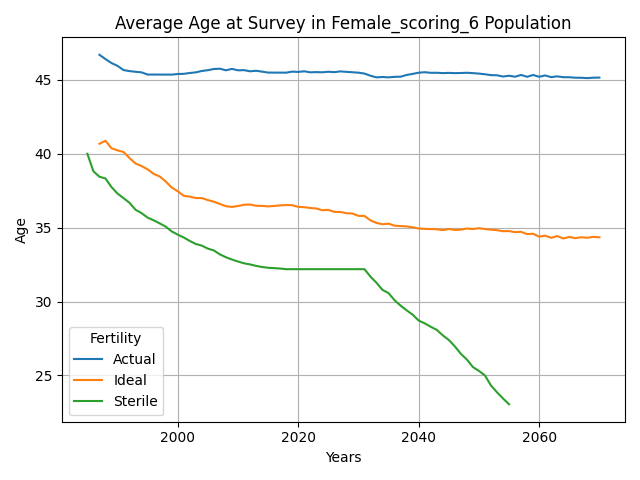 Average Age at Survey in Female_scoring_6 Population
Age
45
40
35
30
25
Fertility
Actual
Ideal
Sterile
2000
2020
2040
2060
Years